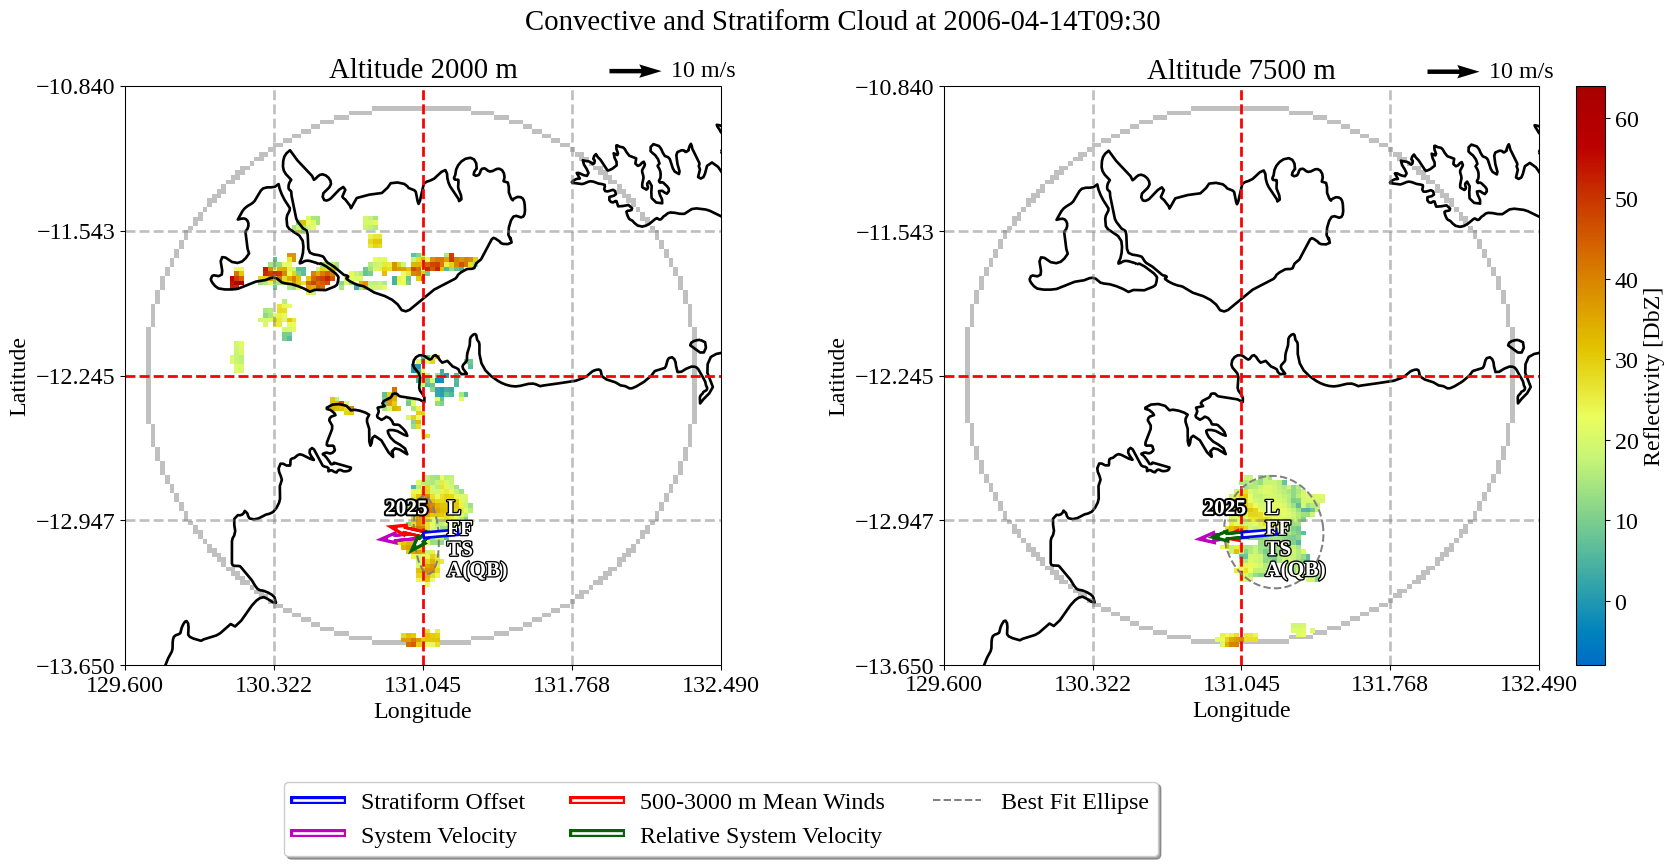 Convective and Stratiform Cloud at 2006-04-14T09:30
Altitude 2000 m
10 m/s
−10.840
−11.543
−12.245
−12.947
−13.650
Latitude
2025
L
FF
TS
A(QB)
129.600
130.322
131.045
131.768
132.490
Longitude
Altitude 7500 m
10 m/s
−10.840
−11.543
−12.245
−12.947
−13.650
Latitude
2025
L
FF
TS
A(QB)
129.600
130.322
131.045
131.768
132.490
Longitude
60
50
40
30
20
10
0
Reflectivity [DbZ]
Stratiform Offset
System Velocity
500-3000 m Mean Winds
Relative System Velocity
Best Fit Ellipse